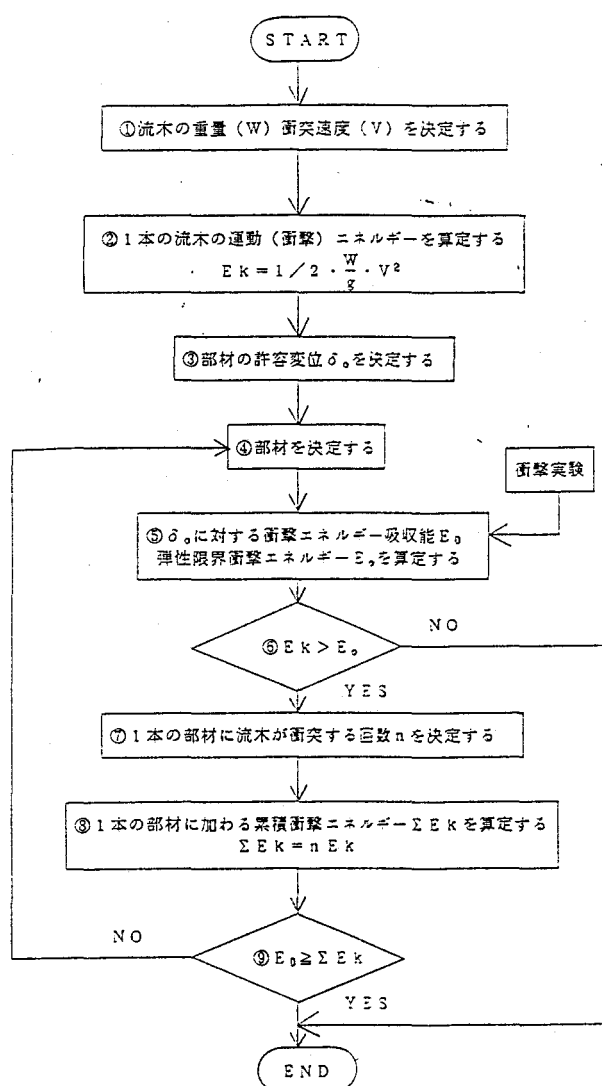 START
①流木の重量(W)衝突速度(V)を決定する
②1本の流木の運動(衝撃)エネルギーを算定する
Ek=1/2・W/g・V²
③部材の許容変位δ₀を決定する
④部材を決定する
衝撃実験
⑤δ₀に対する衝撃エネルギー吸収能E₀
弾性限界衝撃エネルギーEₑを算定する
⑥Ek>Eₑ
NO
YES
⑦1本の部材に流木が衝突する回数nを決定する
⑧1本の部材に加わる累積衝撃エネルギーΣEkを算定する
ΣEk=nEk
NO
⑨E₀≧ΣEk
YES
END